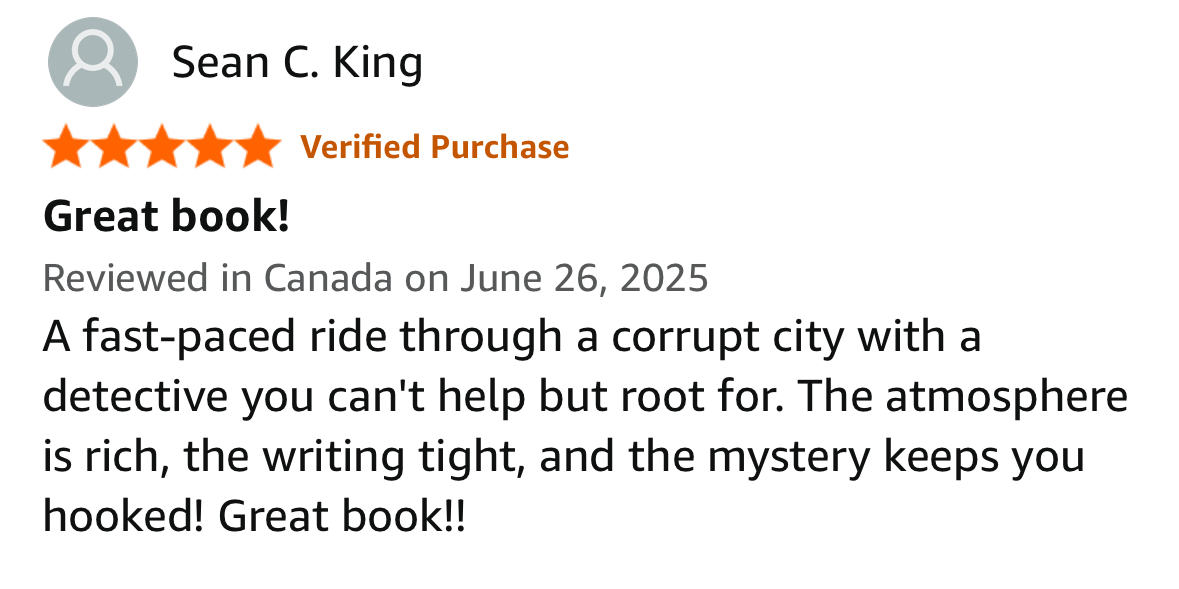 Sean C. King
Verified Purchase
Great book!
Reviewed in Canada on June 26, 2025
A fast-paced ride through a corrupt city with a
detective you can't help but root for. The atmosphere
is rich, the writing tight, and the mystery keeps you
hooked! Great book!!